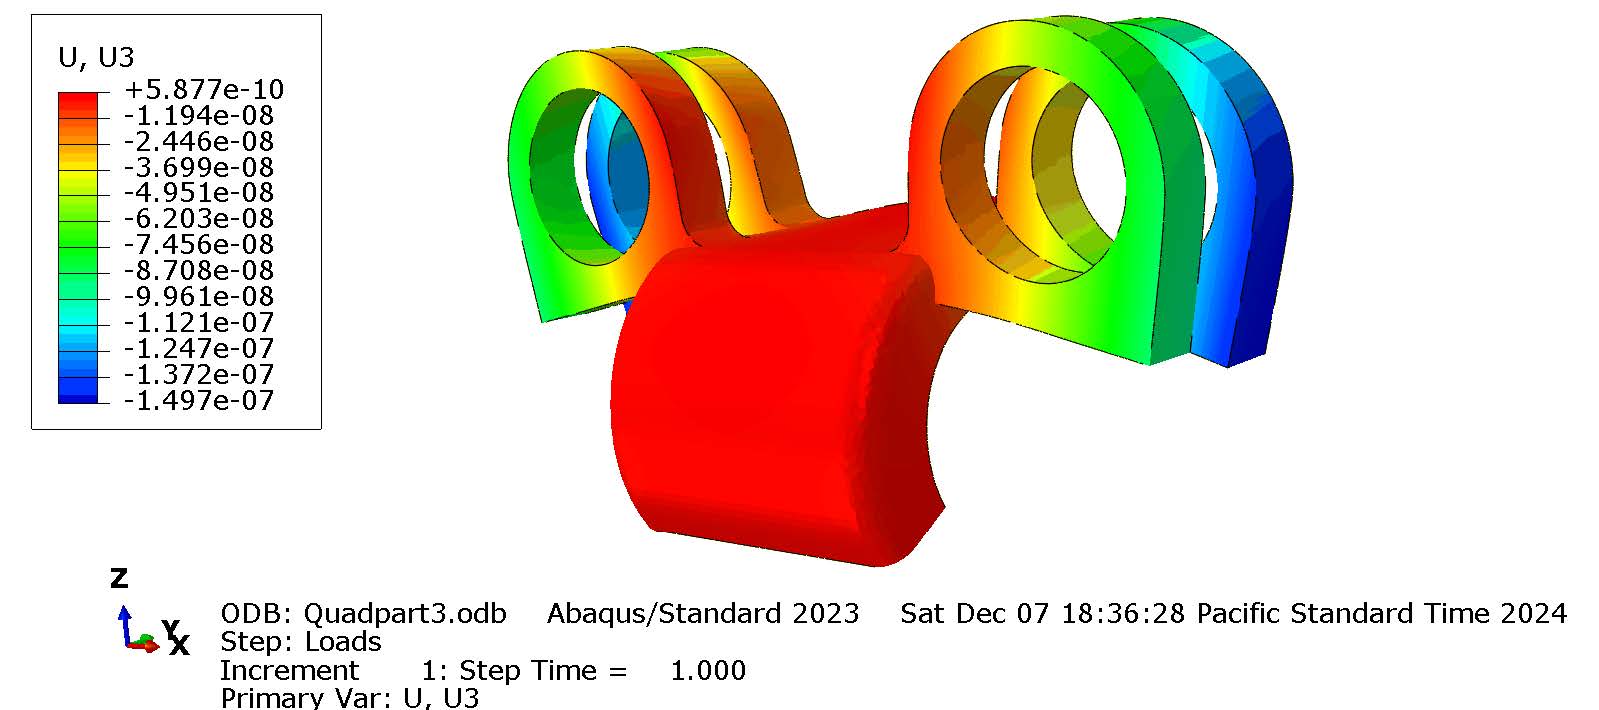 U, U3
+5.877e-10
-1.194e-08
-2.446e-08
-3.699e-08
-4.951e-08
-6.203e-08
-7.456e-08
-8.708e-08
-9.961e-08
-1.121e-07
-1.247e-07
-1.372e-07
-1.497e-07
Z
Y
X
ODB: Quadpart3.odb Abaqus/Standard 2023 Sat Dec 07 18:36:28 Pacific Standard Time 2024
Step: Loads
Increment 1: Step Time = 1.000
Primary Var: U, U3